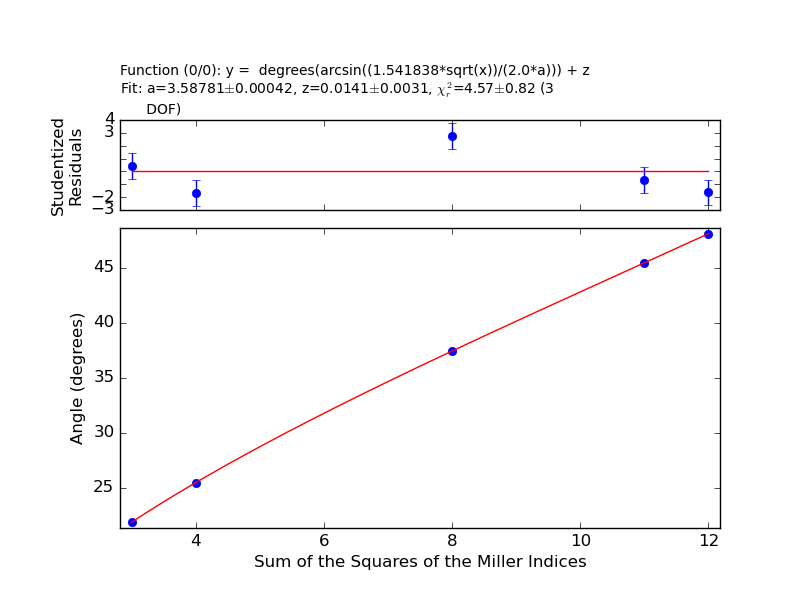 Function (0/0): y =  degrees(arcsin((1.541838*sqrt(x))/(2.0*a))) + z
Fit: a=3.58781±0.00042, z=0.0141±0.0031, χ_r^2=4.57±0.82 (3
DOF)
Studentized
Residuals
4
3
−2
−3
Angle (degrees)
45
40
35
30
25
4 6 8 10 12
Sum of the Squares of the Miller Indices